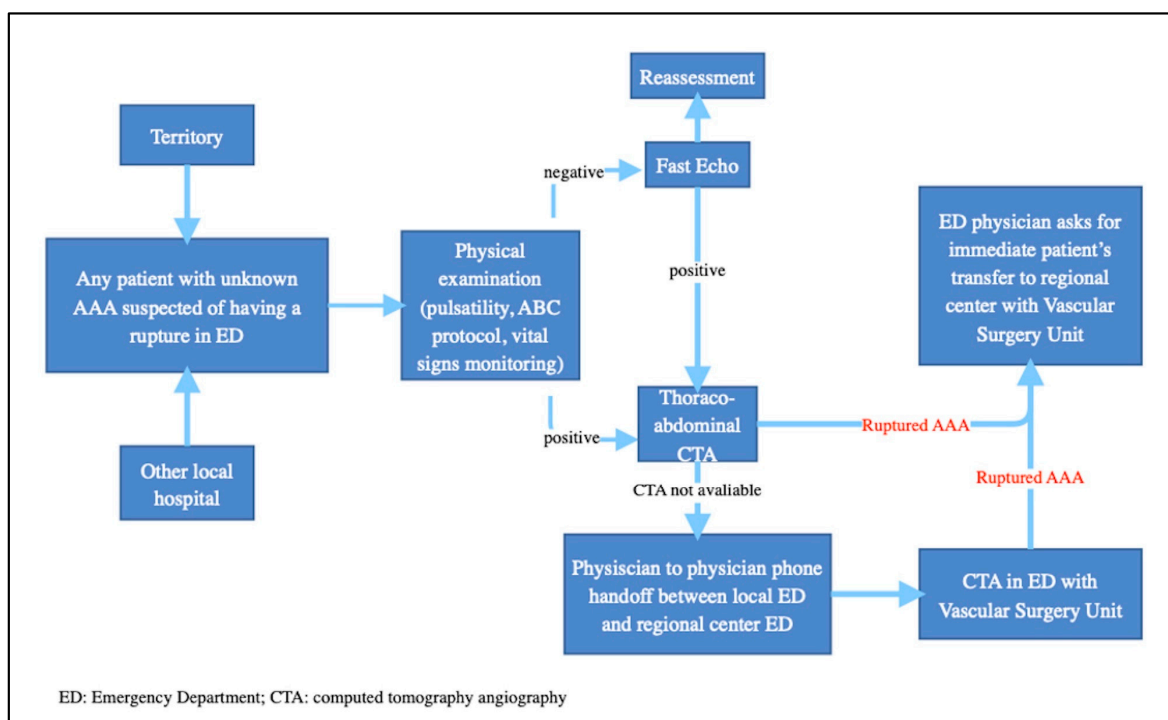 Reassessment
Territory
Fast Echo
negative
Any patient with unknown
AAA suspected of having a
rupture in ED
Physical
examination
(pulsatility, ABC
protocol, vital
signs monitoring)
positive
ED physician asks for
immediate patient's
transfer to regional
center with Vascular
Surgery Unit
Other local
hospital
positive
Thoraco-
abdominal
CTA
Ruptured AAA
Ruptured AAA
CTA not avaliable
Physiscian to physician phone
handoff between local ED
and regional center ED
CTA in ED with
Vascular Surgery Unit
ED: Emergency Department; CTA: computed tomography angiography